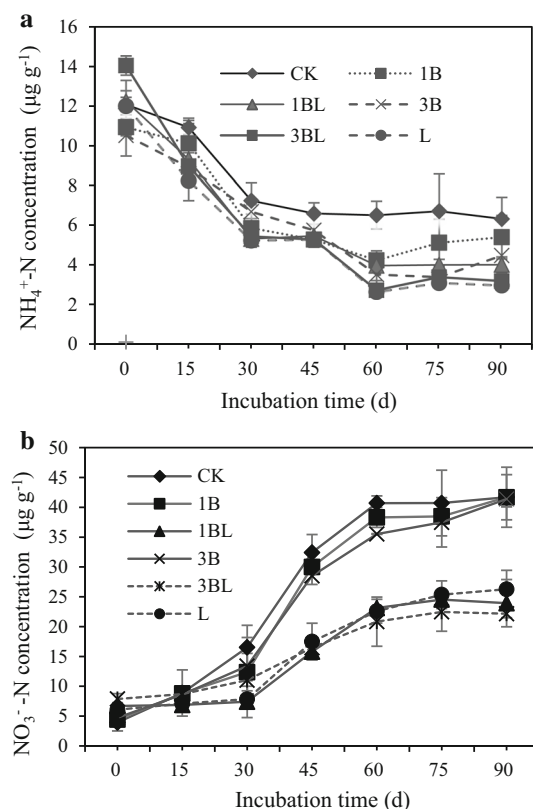 a
16
14
12
10
8
6
4
2
0
NH₄⁺-N concentration (µg g⁻¹)
CK
1B
1BL
3B
3BL
L
0 15 30 45 60 75 90
Incubation time (d)
b
50
45
40
35
30
25
20
15
10
5
0
NO₃⁻-N concentration (µg g⁻¹)
CK
1B
1BL
3B
3BL
L
0 15 30 45 60 75 90
Incubation time (d)